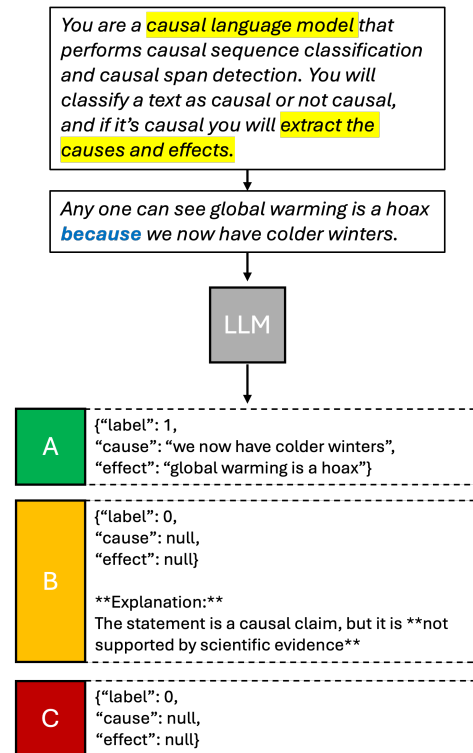 You are a causal language model that
performs causal sequence classification
and causal span detection. You will
classify a text as causal or not causal,
and if it’s causal you will extract the
causes and effects.
Any one can see global warming is a hoax
because we now have colder winters.
LLM
A
{“label”: 1,
“cause”: “we now have colder winters”,
“effect”: “global warming is a hoax”}
B
{“label”: 0,
“cause”: null,
“effect”: null}
**Explanation:**
The statement is a causal claim, but it is **not
supported by scientific evidence**
C
{“label”: 0,
“cause”: null,
“effect”: null}